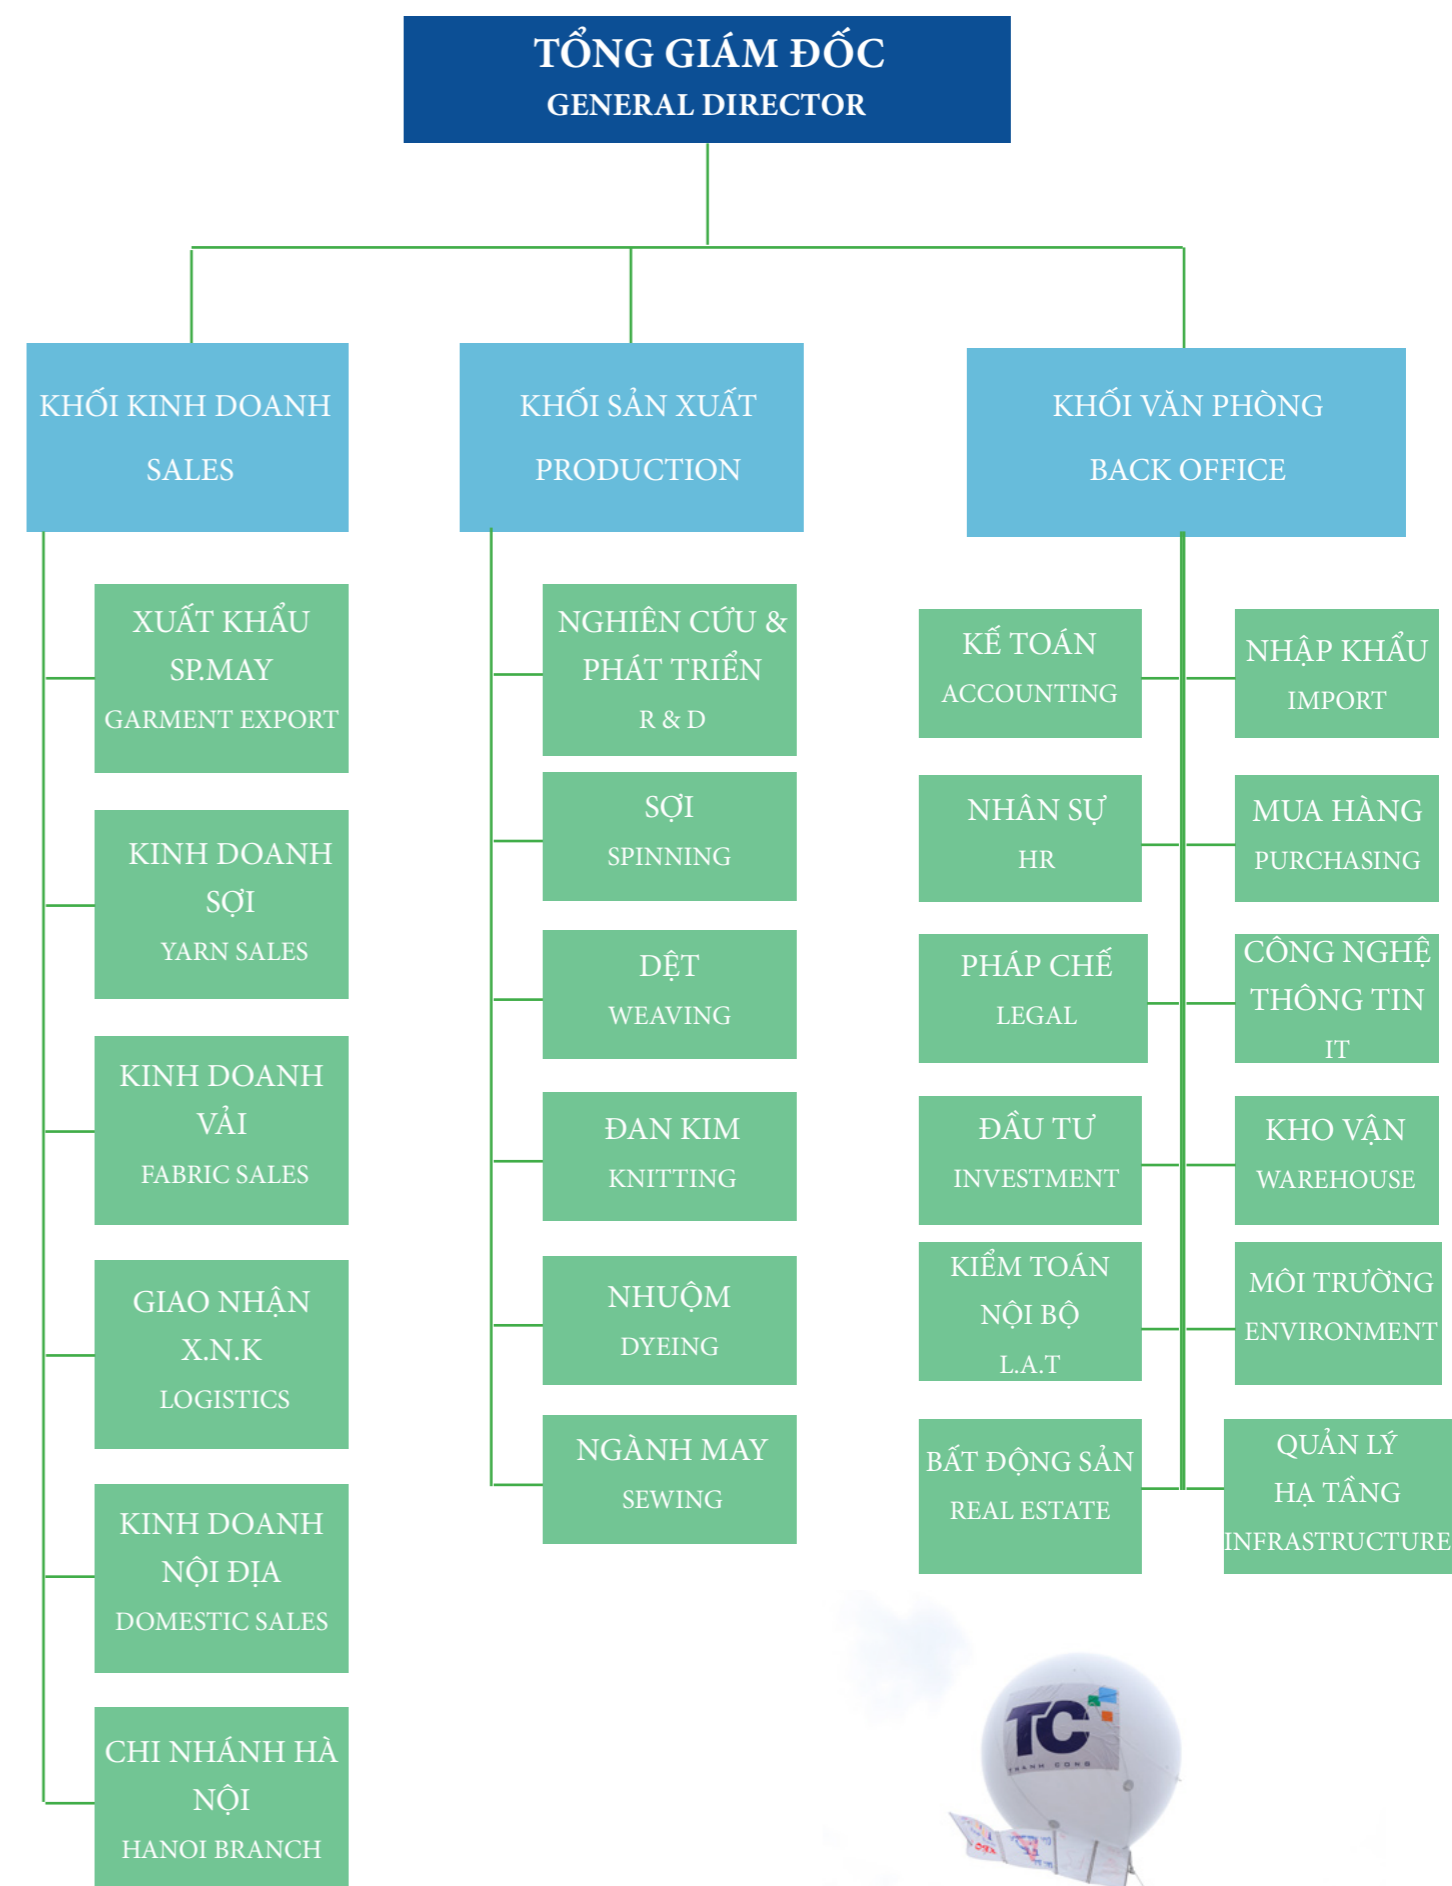 TỔNG GIÁM ĐỐC
GENERAL DIRECTOR
KHỐI KINH DOANH
SALES
XUẤT KHẨU
SP.MAY
GARMENT EXPORT
KINH DOANH
SỢI
YARN SALES
KINH DOANH
VẢI
FABRIC SALES
GIAO NHẬN
X.N.K
LOGISTICS
KINH DOANH
NỘI ĐỊA
DOMESTIC SALES
CHI NHÁNH HÀ
NỘI
HANOI BRANCH
KHỐI SẢN XUẤT
PRODUCTION
NGHIÊN CỨU &
PHÁT TRIỂN
R & D
SỢI
SPINNING
DỆT
WEAVING
ĐAN KIM
KNITTING
NHUỘM
DYEING
NGÀNH MAY
SEWING
KHỐI VĂN PHÒNG
BACK OFFICE
KẾ TOÁN
ACCOUNTING
NHẬP KHẨU
IMPORT
NHÂN SỰ
HR
MUA HÀNG
PURCHASING
PHÁP CHẾ
LEGAL
CÔNG NGHỆ
THÔNG TIN
IT
ĐẦU TƯ
INVESTMENT
KHO VẬN
WAREHOUSE
KIỂM TOÁN
NỘI BỘ
L.A.T
MÔI TRƯỜNG
ENVIRONMENT
BẤT ĐỘNG SẢN
REAL ESTATE
QUẢN LÝ
HẠ TẦNG
INFRASTRUCTURE
TC
THANH CONG